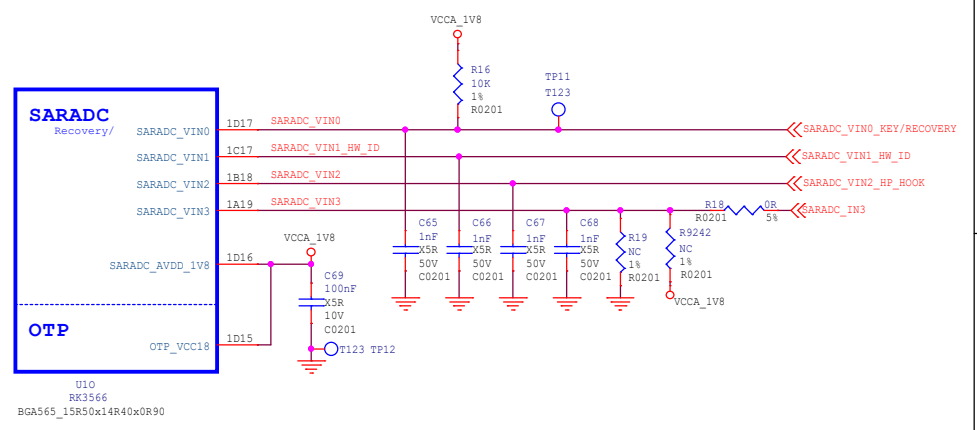 VCCA_1V8
R16
10K
1%
R0201
TP11
T123
SARADC
Recovery/
SARADC_VIN0
1D17
SARADC_VIN0
SARADC_VIN0_KEY/RECOVERY
SARADC_VIN1
1C17
SARADC_VIN1_HW_ID
SARADC_VIN1_HW_ID
SARADC_VIN2
1B18
SARADC_VIN2
SARADC_VIN2_HP_HOOK
SARADC_VIN3
1A19
SARADC_VIN3
R18
0R
R0201
5%
SARADC_IN3
C65
1nF
X5R
50V
C0201
C66
1nF
X5R
50V
C0201
C67
1nF
X5R
50V
C0201
C68
1nF
X5R
50V
C0201
R19
NC
1%
R0201
R9242
NC
1%
R0201
VCCA_1V8
VCCA_1V8
SARADC_AVDD_1V8
1D16
C69
100nF
X5R
10V
C0201
OTP
OTP_VCC18
1D15
T123 TP12
U10
RK3566
BGA565_15R50x14R40x0R90